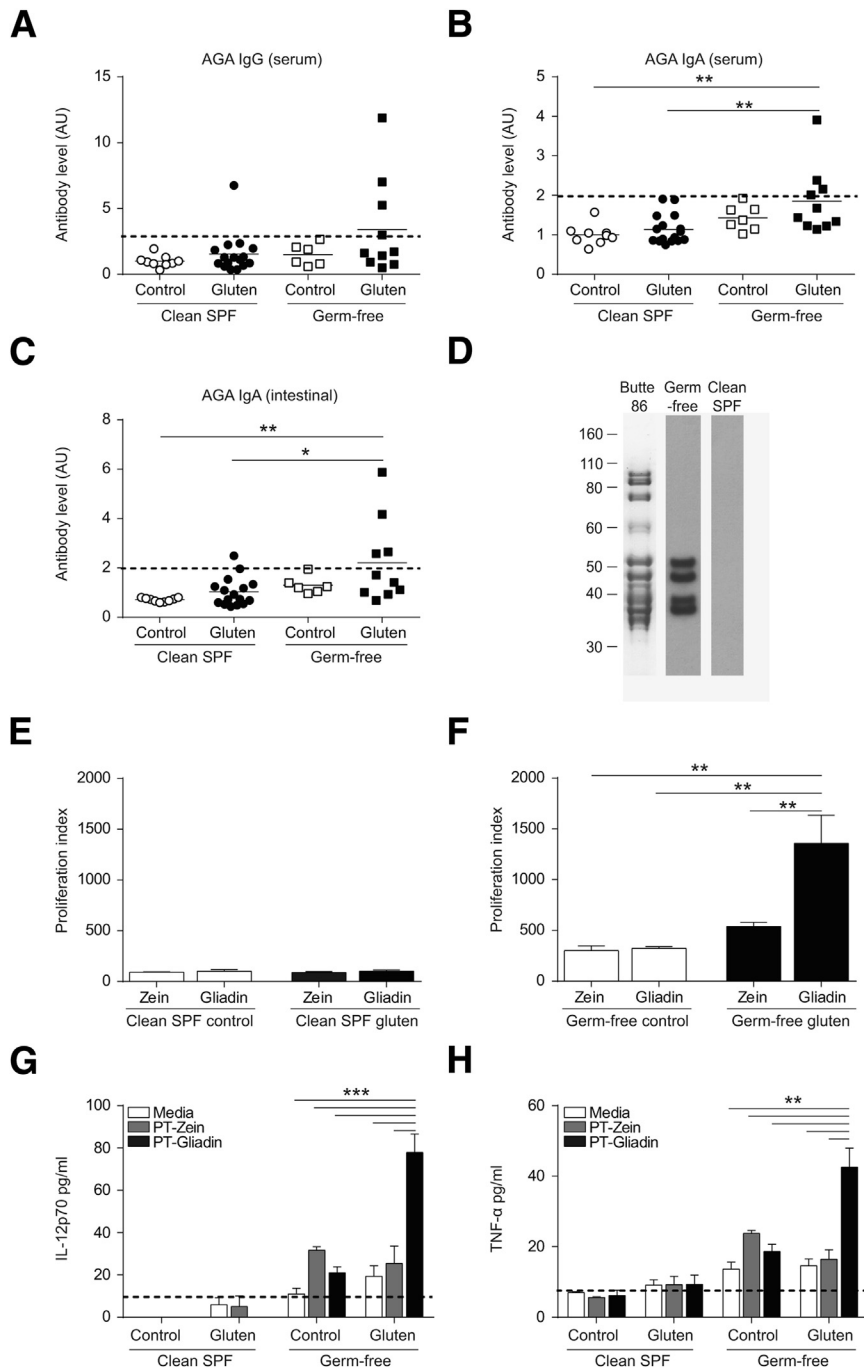 A
AGA IgG (serum)
Antibody level (AU)
15
10
5
0
Control Gluten Control Gluten
Clean SPF Germ-free
B
AGA IgA (serum)
**
**
Antibody level (AU)
5
4
3
2
1
0
Control Gluten Control Gluten
Clean SPF Germ-free
C
AGA IgA (intestinal)
**
*
Antibody level (AU)
8
6
4
2
0
Control Gluten Control Gluten
Clean SPF Germ-free
D
Butte Germ Clean
86 -free SPF
160
110
80
60
50
40
30
E
Proliferation index
2000
1500
1000
500
0
Zein Gliadin Zein Gliadin
Clean SPF control Clean SPF gluten
F
**
**
**
Proliferation index
2000
1500
1000
500
0
Zein Gliadin Zein Gliadin
Germ-free control Germ-free gluten
G
***
Media
PT-Zein
PT-Gliadin
IL-12p70 pg/ml
100
80
60
40
20
0
Control Gluten Control Gluten
Clean SPF Germ-free
H
**
Media
PT-Zein
PT-Gliadin
TNF-α pg/ml
60
40
20
0
Control Gluten Control Gluten
Clean SPF Germ-free